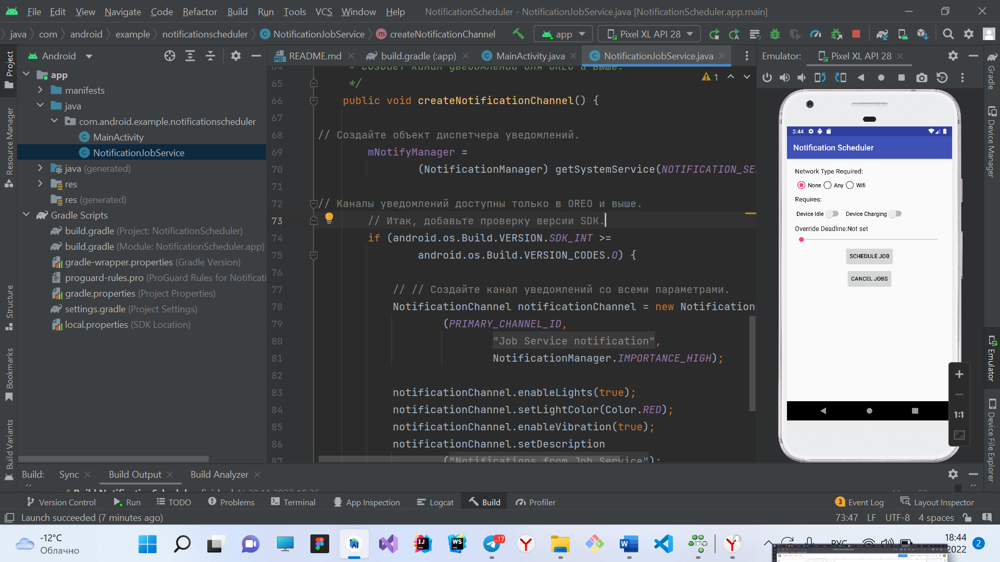 File Edit View Navigate Code Refactor Build Run Tools VCS Window Help NotificationScheduler - NotificationJobService.java [NotificationScheduler.app.main]
java com android example notificationscheduler NotificationJobService createNotificationChannel app Pixel XL API 28
Android README.md build.gradle (:app) MainActivity.java NotificationJobService.java Emulator: Pixel XL API 28
Project
Resource Manager
Structure
Bookmarks
Build Variants
app
manifests
java
com.android.example.notificationscheduler
MainActivity
NotificationJobService
java (generated)
res
res (generated)
Gradle Scripts
build.gradle (Project: NotificationScheduler)
build.gradle (Module: NotificationScheduler.app)
gradle-wrapper.properties (Gradle Version)
proguard-rules.pro (ProGuard Rules for Notificati
gradle.properties (Project Properties)
settings.gradle (Project Settings)
local.properties (SDK Location)
1
65 */
66 public void createNotificationChannel() {
67
68 // Создайте объект диспетчера уведомлений.
69 mNotifyManager =
70 (NotificationManager) getSystemService(NOTIFICATION_SE
71
72 // Каналы уведомлений доступны только в OREO и выше.
73 // Итак, добавьте проверку версии SDK.
74 if (android.os.Build.VERSION.SDK_INT >=
75 android.os.Build.VERSION_CODES.O) {
76
77 // // Создайте канал уведомлений со всеми параметрами.
78 NotificationChannel notificationChannel = new Notification
79 (PRIMARY_CHANNEL_ID,
80 "Job Service notification",
81 NotificationManager.IMPORTANCE_HIGH);
82
83 notificationChannel.enableLights(true);
84 notificationChannel.setLightColor(Color.RED);
85 notificationChannel.enableVibration(true);
86 notificationChannel.setDescription
87 ("Notifications from Job Service");
3:44
Notification Scheduler
Network Type Required:
None Any Wifi
Requires:
Device Idle Device Charging
Override Deadline:Not set
SCHEDULE JOB
CANCEL JOBS
1:1
Gradle
Device Manager
Emulator
Device File Explorer
Build: Sync Build Output Build Analyzer
Version Control Run TODO Problems Terminal App Inspection Logcat Build Profiler 3 Event Log Layout Inspector
Launch succeeded (7 minutes ago) 73:47 LF UTF-8 4 spaces
-12°C
Облачно
..17
18:44
2022
2